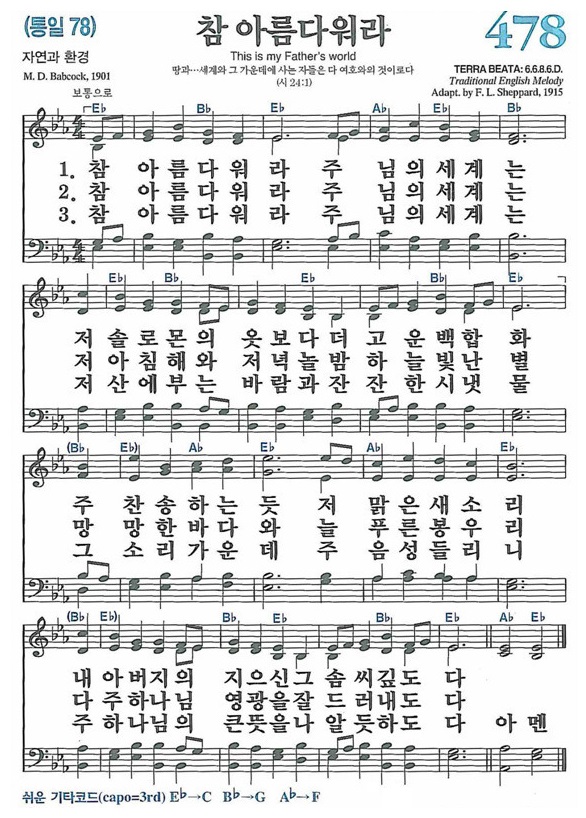 (통일 78)
참 아름다워라
478
자연과 환경
This is my Father's world
M. D. Babcock, 1901
땅과…세계와 그 가운데에 사는 자들은 다 여호와의 것이로다
(시 24:1)
TERRA BEATA: 6.6.8.6.D.
Traditional English Melody
Adapt. by F. L. Sheppard, 1915
보통으로
E♭ B♭ E♭ A♭ E♭ B♭
1. 참 아 름 다 워 라 주 님의 세 계 는
2. 참 아 름 다 워 라 주 님의 세 계 는
3. 참 아 름 다 워 라 주 님의 세 계 는
E♭ B♭ E♭ B♭ E♭
저 솔 로 몬 의 옷 보 다 더 고 운 백 합 화
저 아 침 해 와 저 녁 놀 밤 하 늘 빛 난 별
저 산 에 부 는 바 람 과 잔 잔 한 시 냇 물
(B♭ E♭) A♭ E♭ A♭ E♭
주 찬 송 하 는 듯 저 맑 은 새 소 리
망 망 한 바 다 와 늘 푸 른 봉 우 리
그 소 리 가 운 데 주 음 성 들 리 니
(B♭ E♭) B♭ E♭ B♭ E♭ A♭ E♭
내 아 버 지 의 지 으 신 그 솜 씨 깊 도 다
다 주 하 나 님 영 광 을 잘 드 러 내 도 다
주 하 나 님 의 큰 뜻 을 나 알 듯 하 도 다 아 멘
쉬운 기타코드(capo=3rd) E♭→C B♭→G A♭→F